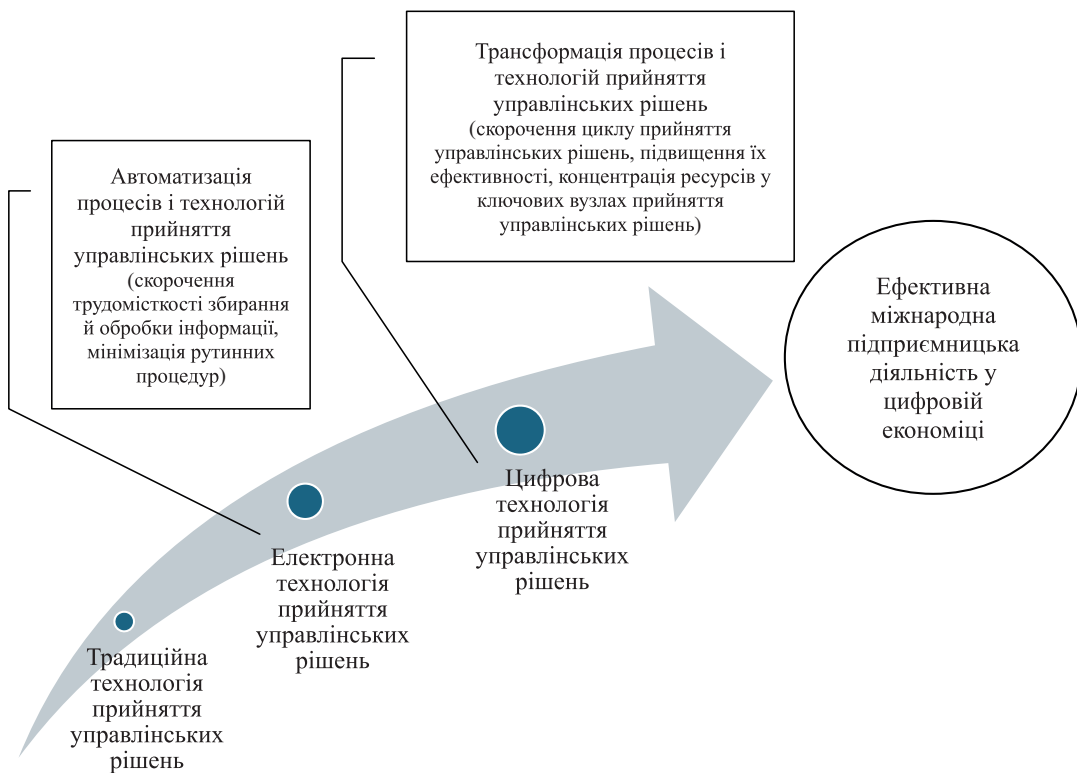 Трансформація процесів і
технологій прийняття
управлінських рішень
(скорочення циклу прийняття
управлінських рішень, підвищення їх
ефективності, концентрація ресурсів у
ключових вузлах прийняття
управлінських рішень)
Автоматизація
процесів і технологій
прийняття
управлінських рішень
(скорочення
трудомісткості збирання
й обробки інформації,
мінімізація рутинних
процедур)
Ефективна
міжнародна
підприємницька
діяльність у
цифровій
економіці
Цифрова
технологія
прийняття
управлінських
рішень
Електронна
технологія
прийняття
управлінських
рішень
Традиційна
технологія
прийняття
управлінських
рішень